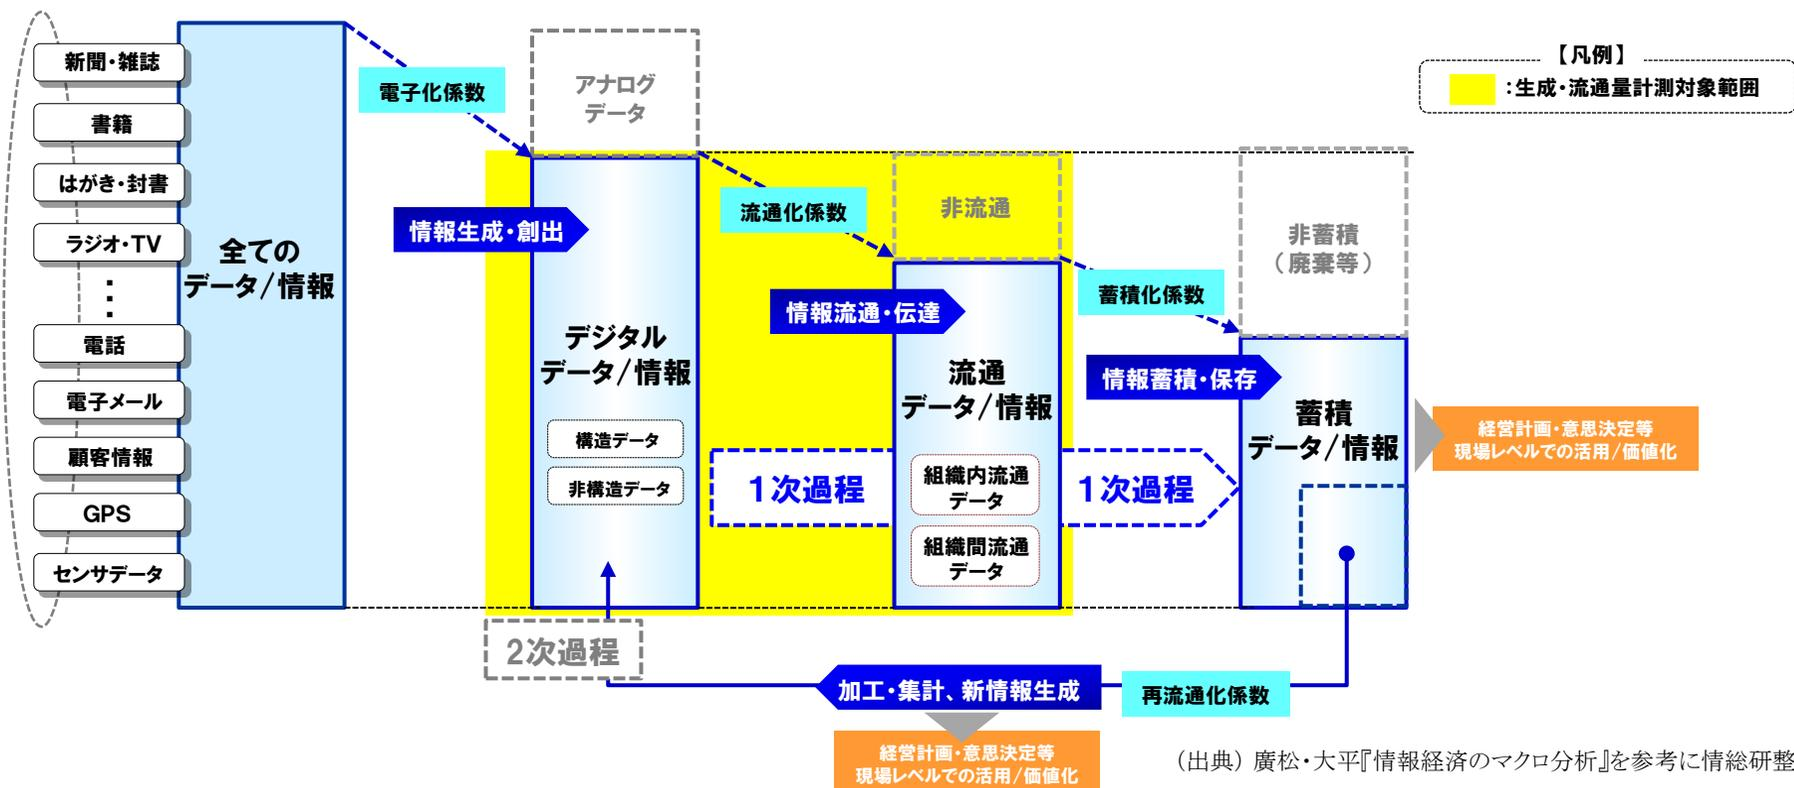 新聞・雑誌
書籍
はがき・封書
ラジオ・TV
電話
電子メール
顧客情報
GPS
センサデータ
全ての
データ/情報
電子化係数
アナログ
データ
情報生成・創出
デジタル
データ/情報
構造データ
非構造データ
流通化係数
非流通
情報流通・伝達
流通
データ/情報
組織内流通
データ
組織間流通
データ
1次過程
1次過程
蓄積化係数
非蓄積
（廃棄等）
情報蓄積・保存
蓄積
データ/情報
【凡例】
：生成・流通量計測対象範囲
経営計画・意思決定等
現場レベルでの活用/価値化
2次過程
加工・集計、新情報生成
再流通化係数
経営計画・意思決定等
現場レベルでの活用/価値化
（出典）廣松・大平『情報経済のマクロ分析』を参考に情総研整